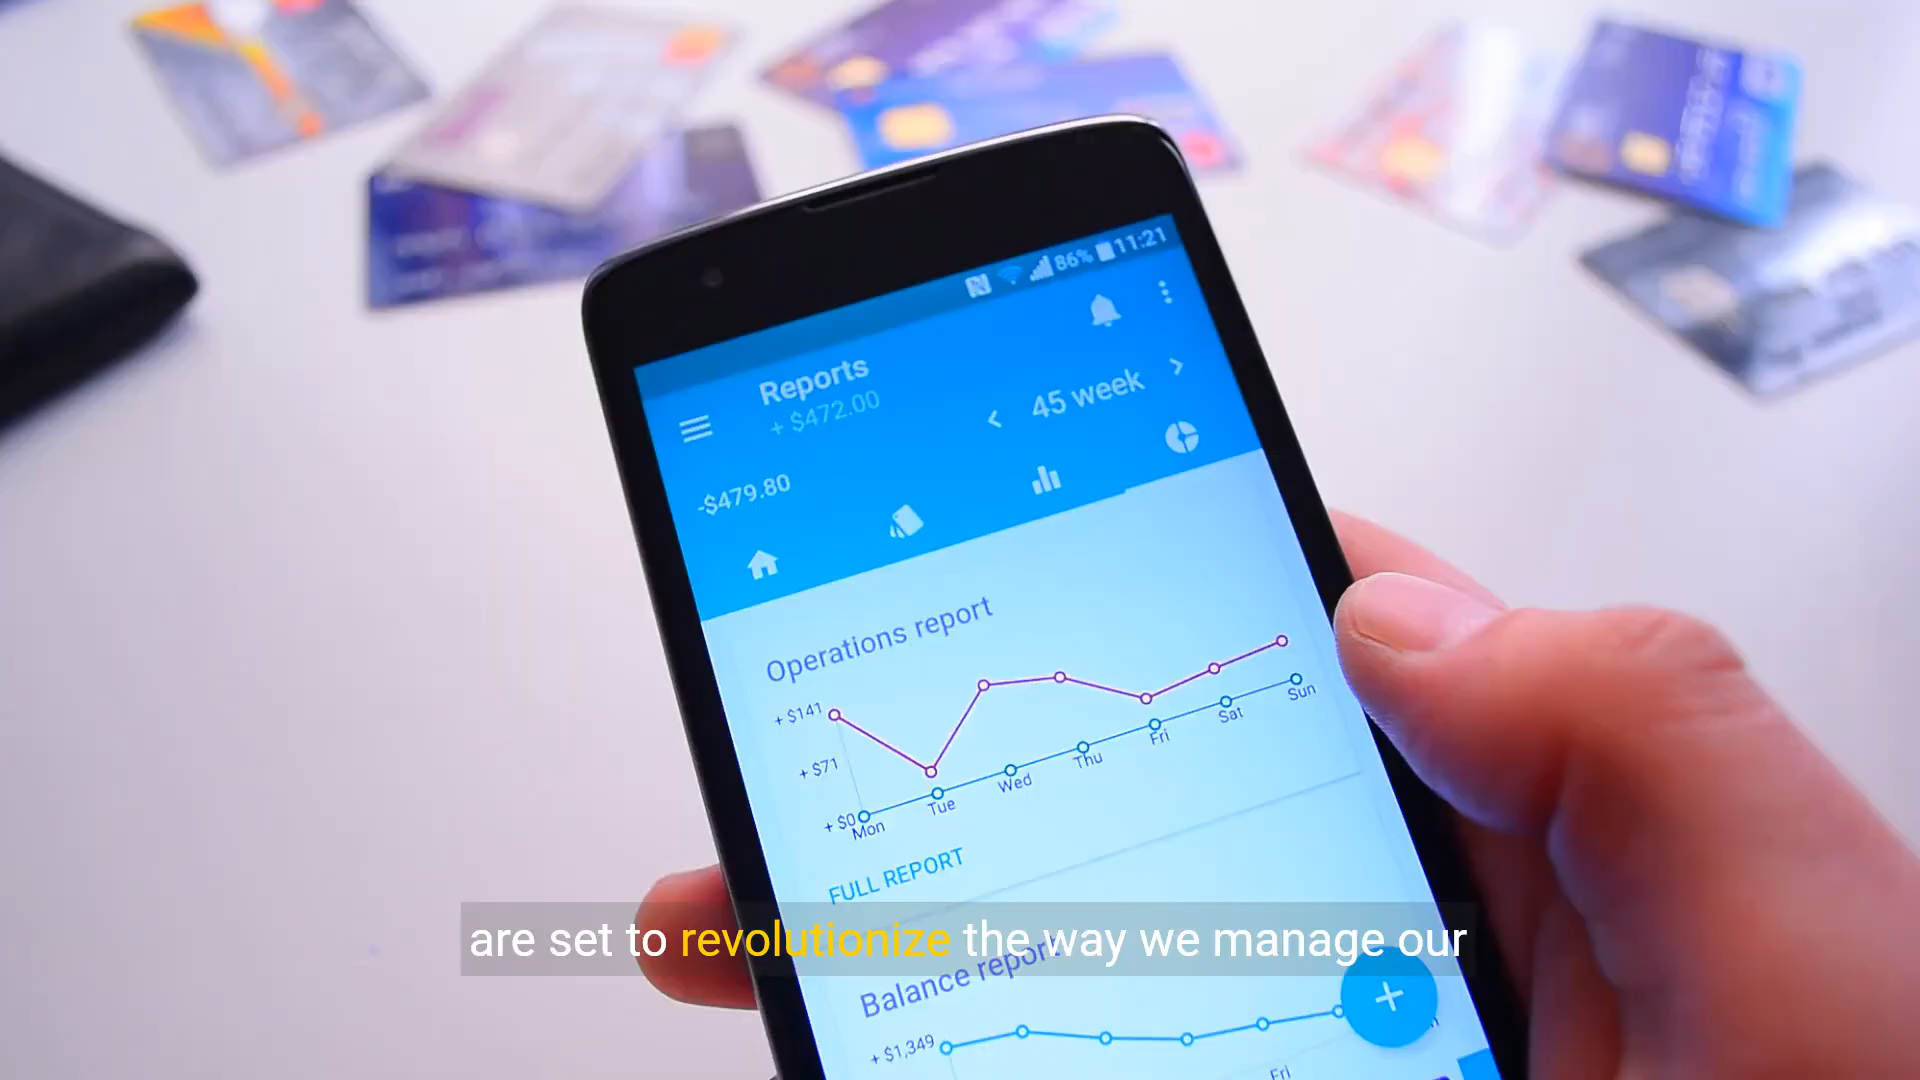 86% 11:21
Reports
+ $472.00
45 week
-$479.80
Operations report
+ $141
+ $71
+ $0
Mon
Tue
Wed
Thu
Fri
Sat
Sun
FULL REPORT
are set to revolutionize the way we manage our
Balance report
+ $1,349
Fri